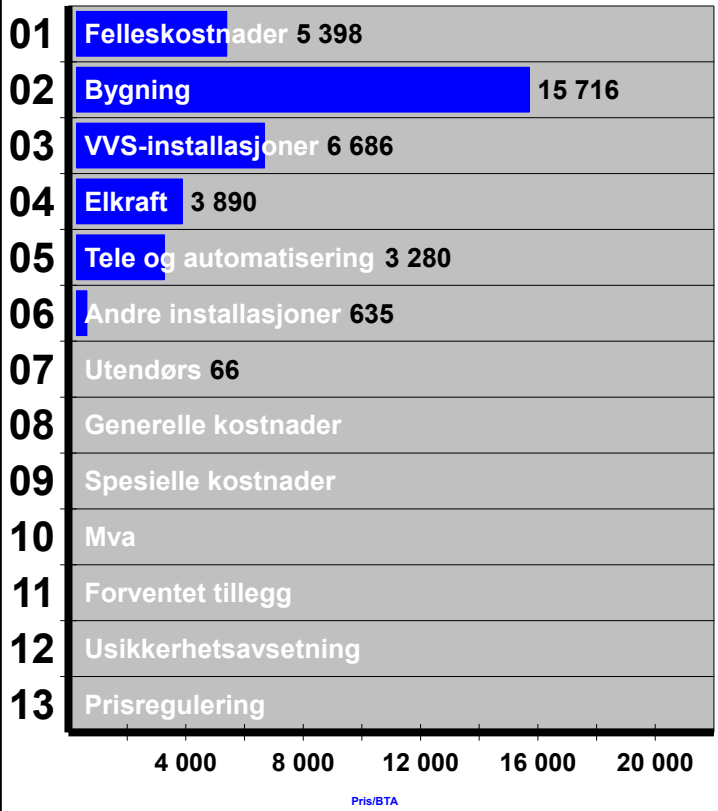 01 Felleskostnader 5 398
02 Bygning 15 716
03 VVS-installasjoner 6 686
04 Elkraft 3 890
05 Tele og automatisering 3 280
06 Andre installasjoner 635
07 Utendørs 66
08 Generelle kostnader
09 Spesielle kostnader
10 Mva
11 Forventet tillegg
12 Usikkerhetsavsetning
13 Prisregulering
4 000 8 000 12 000 16 000 20 000
Pris/BTA